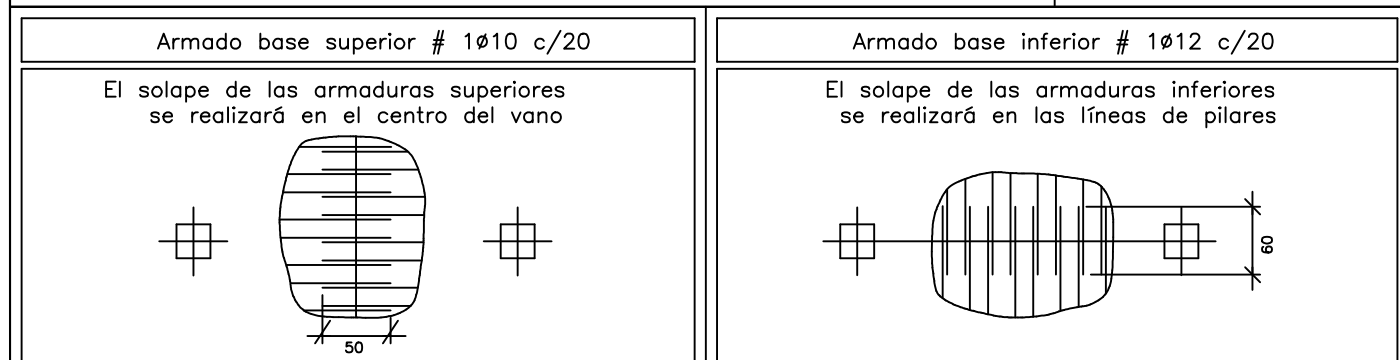 Armado base superior # 1ø10 c/20
El solape de las armaduras superiores
se realizará en el centro del vano
50
Armado base inferior # 1ø12 c/20
El solape de las armaduras inferiores
se realizará en las líneas de pilares
60